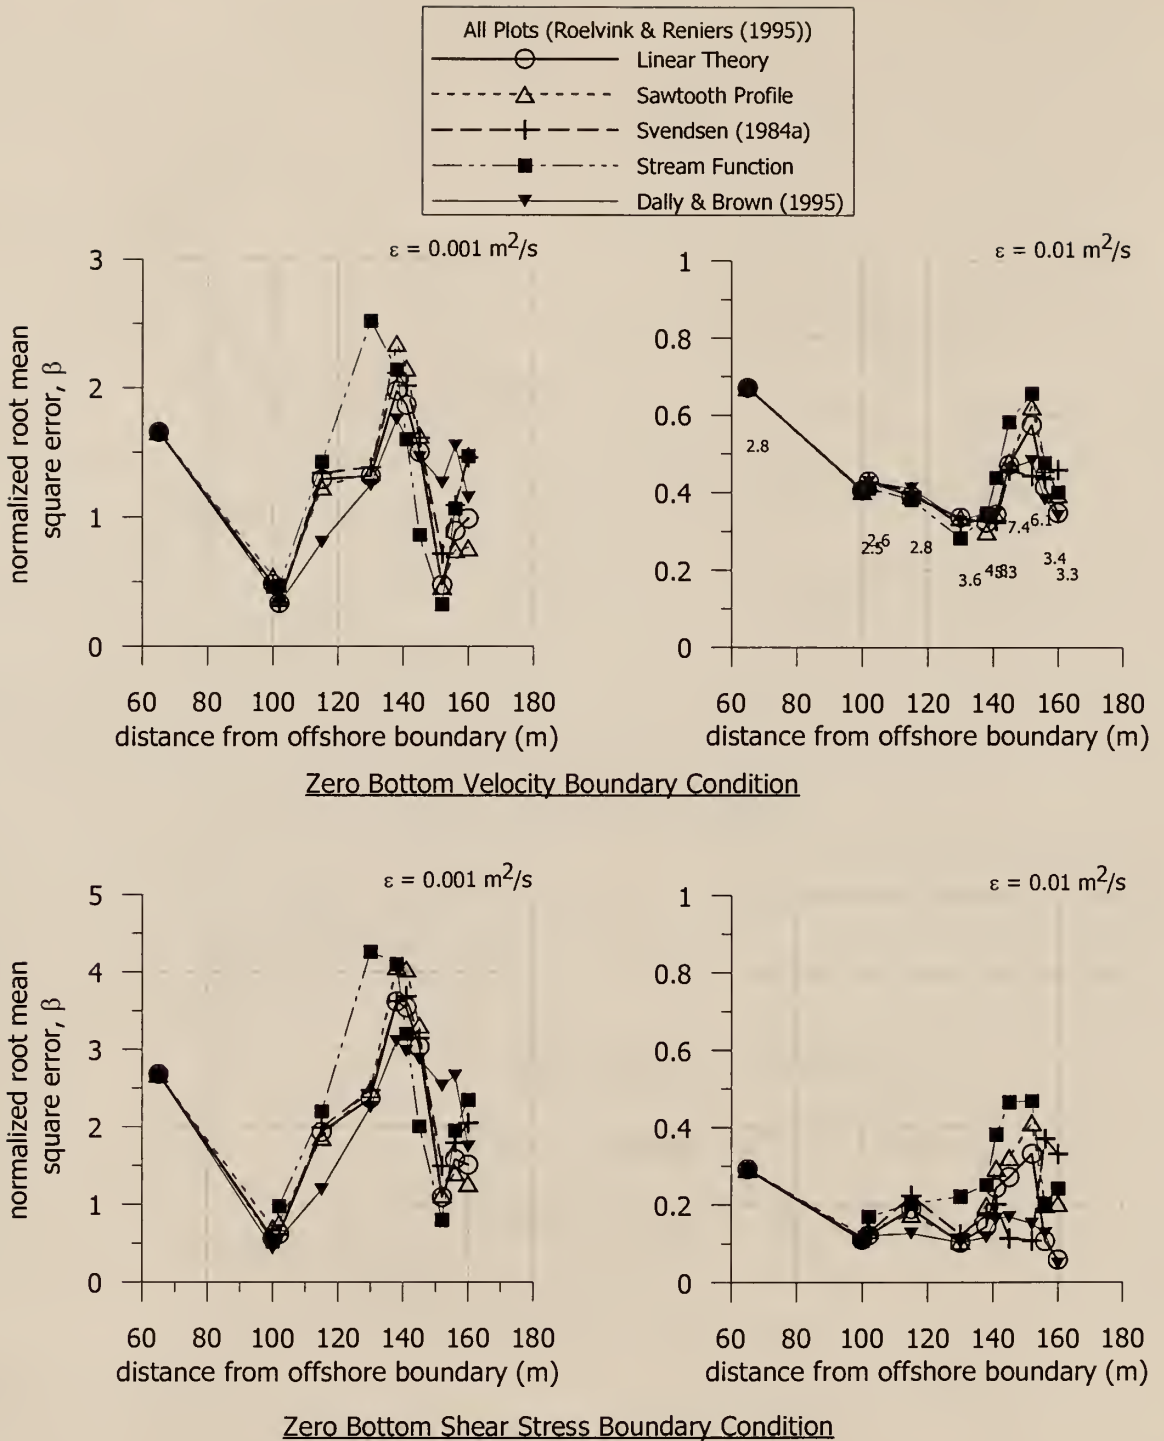 All Plots (Roelvink & Reniers (1995))
Linear Theory
Sawtooth Profile
Svendsen (1984a)
Stream Function
Dally & Brown (1995)
ε = 0.001 m²/s
3
2
1
0
normalized root mean
square error, β
60 80 100 120 140 160 180
distance from offshore boundary (m)
ε = 0.01 m²/s
1
0.8
0.6
0.4
0.2
0
2.8
2.5
2.6
2.8
3.6
7.4
6.1
3.4
3.3
60 80 100 120 140 160 180
distance from offshore boundary (m)
Zero Bottom Velocity Boundary Condition
ε = 0.001 m²/s
5
4
3
2
1
0
normalized root mean
square error, β
60 80 100 120 140 160 180
distance from offshore boundary (m)
ε = 0.01 m²/s
1
0.8
0.6
0.4
0.2
0
60 80 100 120 140 160 180
distance from offshore boundary (m)
Zero Bottom Shear Stress Boundary Condition